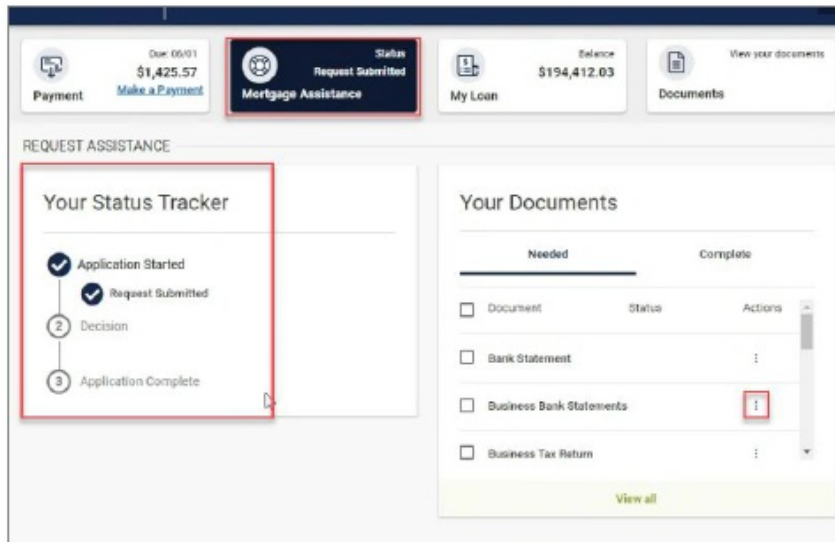 Due: 06/01
$1,425.57
Make a Payment
Payment
Status
Request Submitted
Mortgage Assistance
Balance
$194,412.03
My Loan
View your documents
Documents
REQUEST ASSISTANCE
Your Status Tracker
Application Started
Request Submitted
2 Decision
3 Application Complete
Your Documents
Needed Complete
Document Status Actions
Bank Statement
Business Bank Statements
Business Tax Return
View all